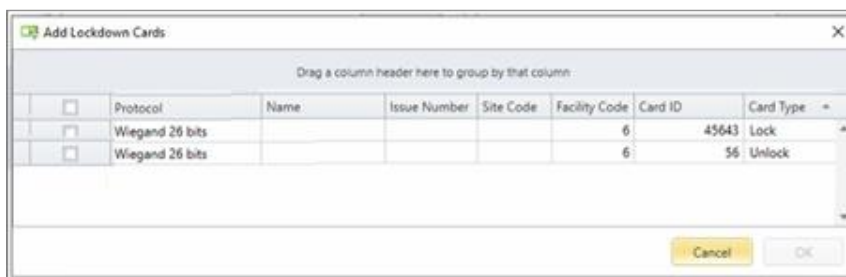 Add Lockdown Cards
Drag a column header here to group by that column
Protocol Name Issue Number Site Code Facility Code Card ID Card Type
Wiegand 26 bits 6 45643 Lock
Wiegand 26 bits 6 56 Unlock
Cancel OK